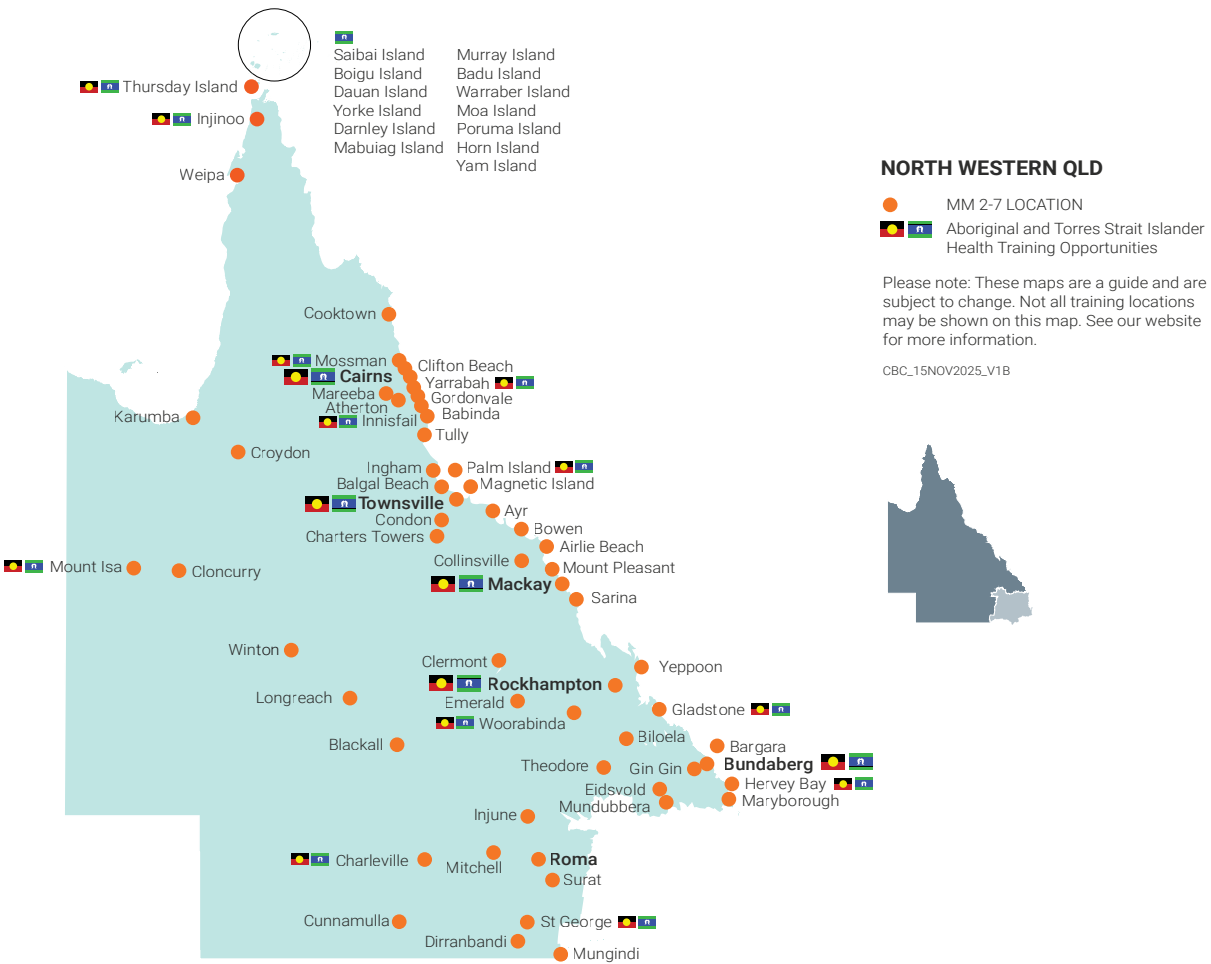 Saibai Island
Boigu Island
Dauan Island
Yorke Island
Darnley Island
Mabuiag Island
Murray Island
Badu Island
Warraber Island
Moa Island
Poruma Island
Horn Island
Yam Island
Thursday Island
Injinoo
Weipa
Cooktown
Mossman
Clifton Beach
Cairns
Yarrabah
Mareeba
Gordonvale
Atherton
Babinda
Innisfail
Tully
Karumba
Croydon
Ingham
Palm Island
Balgal Beach
Magnetic Island
Townsville
Ayr
Condon
Bowen
Charters Towers
Airlie Beach
Collinsville
Mount Pleasant
Mount Isa
Cloncurry
Mackay
Sarina
Winton
Clermont
Yeppoon
Rockhampton
Longreach
Emerald
Gladstone
Woorabinda
Biloela
Blackall
Bargara
Bundaberg
Theodore
Gin Gin
Hervey Bay
Eidsvold
Maryborough
Mundubbera
Injune
Charleville
Mitchell
Roma
Surat
Cunnamulla
St George
Dirranbandi
Mungindi
NORTH WESTERN QLD
MM 2-7 LOCATION
Aboriginal and Torres Strait Islander
Health Training Opportunities
Please note: These maps are a guide and are
subject to change. Not all training locations
may be shown on this map. See our website
for more information.
CBC_15NOV2025_V1B